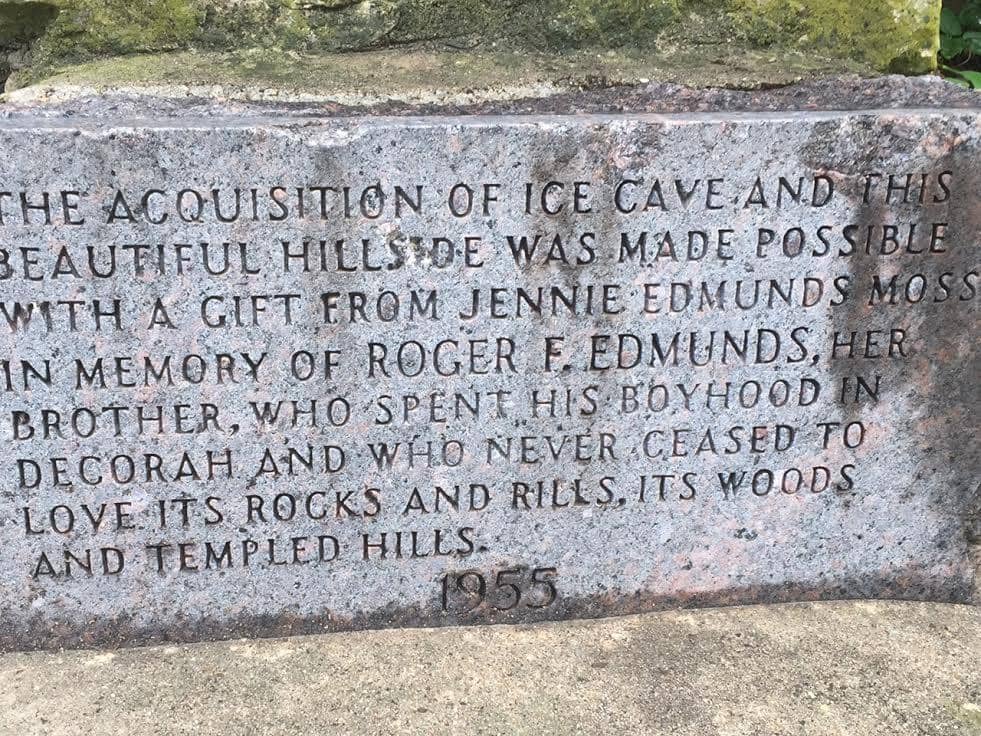 THE ACQUISITION OF ICE CAVE AND THIS
BEAUTIFUL HILLSIDE WAS MADE POSSIBLE
WITH A GIFT FROM JENNIE EDMUNDS MOSS
IN MEMORY OF ROGER F. EDMUNDS, HER
BROTHER, WHO SPENT HIS BOYHOOD IN
DECORAH AND WHO NEVER CEASED TO
LOVE ITS ROCKS AND RILLS, ITS WOODS
AND TEMPLED HILLS.
1955